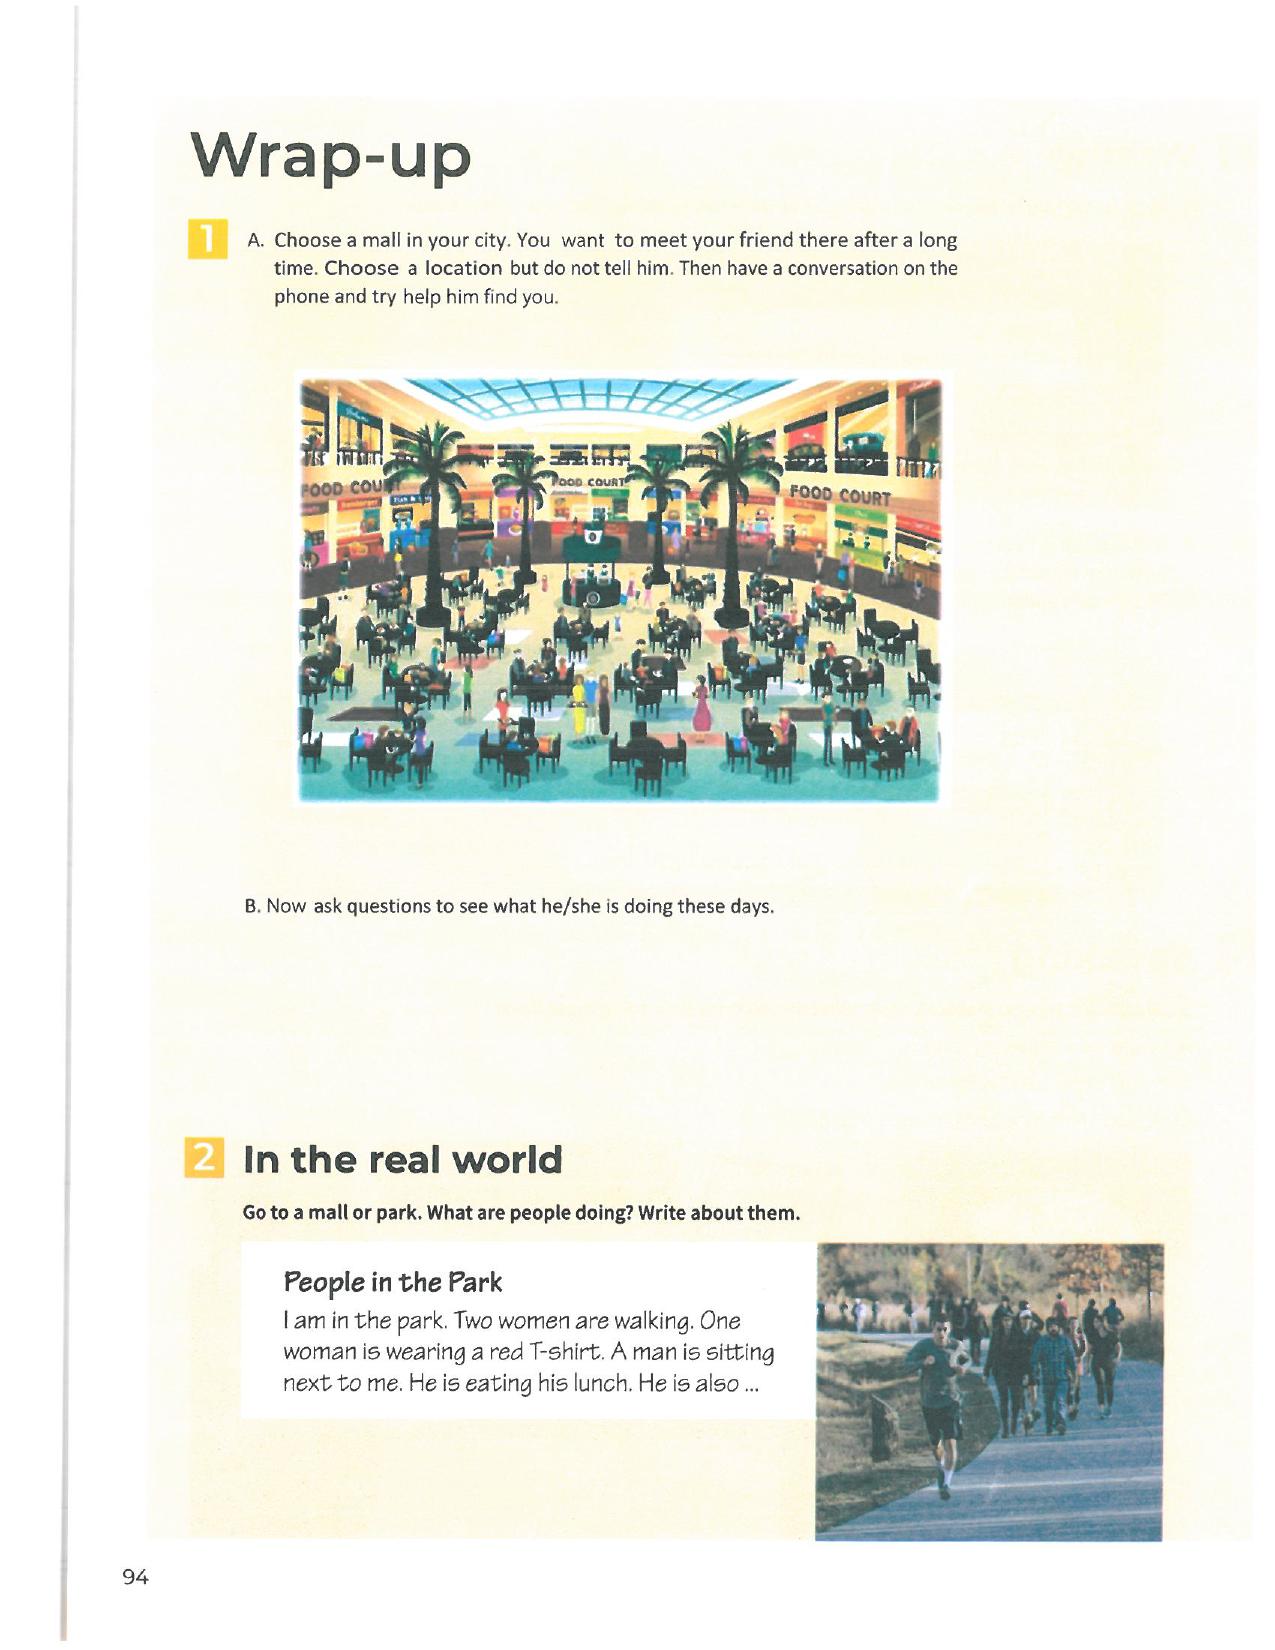 Wrap-up
1
A. Choose a mall in your city. You want to meet your friend there after a long
time. Choose a location but do not tell him. Then have a conversation on the
phone and try help him find you.
FOOD COU
FOOD COURT
FOOD COURT
B. Now ask questions to see what he/she is doing these days.
2 In the real world
Go to a mall or park. What are people doing? Write about them.
People in the Park
I am in the park. Two women are walking. One
woman is wearing a red T-shirt. A man is sitting
next to me. He is eating his lunch. He is also ...
94